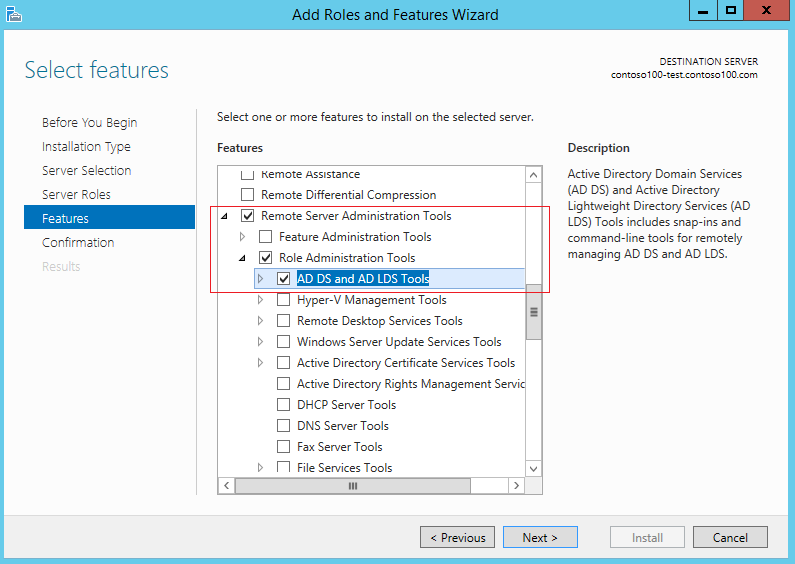 Add Roles and Features Wizard
Select features
DESTINATION SERVER
contoso100-test.contoso100.com
Before You Begin
Installation Type
Server Selection
Server Roles
Features
Confirmation
Results
Select one or more features to install on the selected server.
Features
Remote Assistance
Remote Differential Compression
Remote Server Administration Tools
Feature Administration Tools
Role Administration Tools
AD DS and AD LDS Tools
Hyper-V Management Tools
Remote Desktop Services Tools
Windows Server Update Services Tools
Active Directory Certificate Services Tools
Active Directory Rights Management Servic
DHCP Server Tools
DNS Server Tools
Fax Server Tools
File Services Tools
Description
Active Directory Domain Services
(AD DS) and Active Directory
Lightweight Directory Services (AD
LDS) Tools includes snap-ins and
command-line tools for remotely
managing AD DS and AD LDS.
< Previous
Next >
Install
Cancel